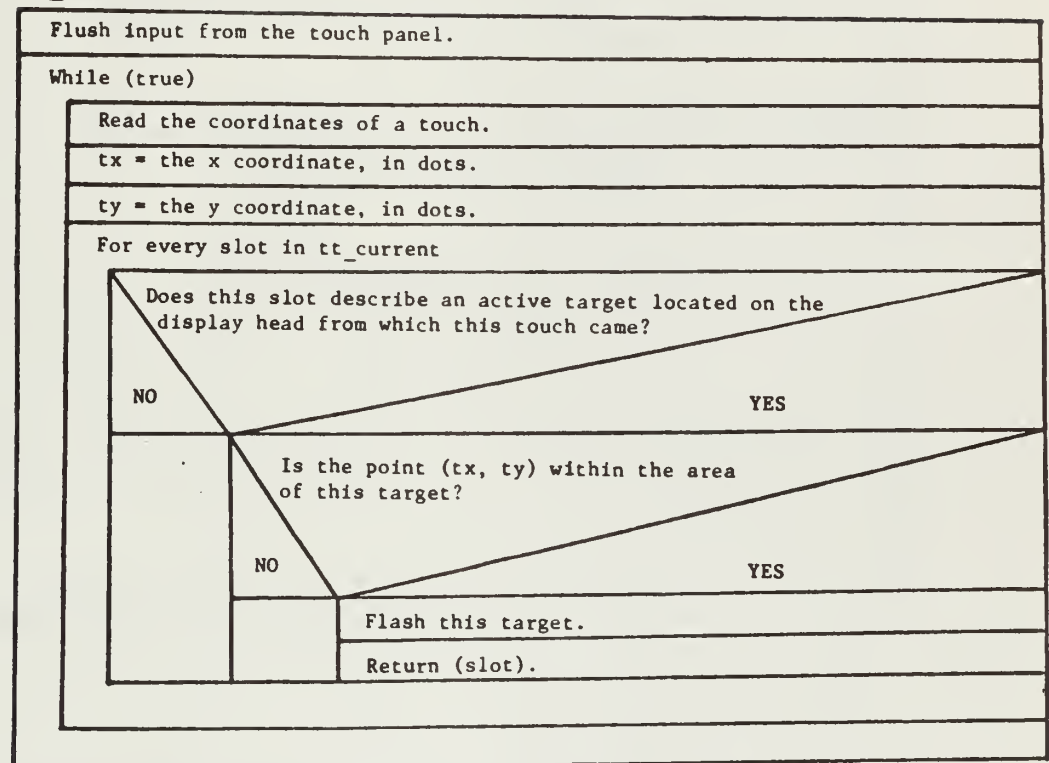 Flush input from the touch panel.
While (true)
Read the coordinates of a touch.
tx = the x coordinate, in dots.
ty = the y coordinate, in dots.
For every slot in tt_current
Does this slot describe an active target located on the
display head from which this touch came?
NO
YES
Is the point (tx, ty) within the area
of this target?
NO
YES
Flash this target.
Return (slot).